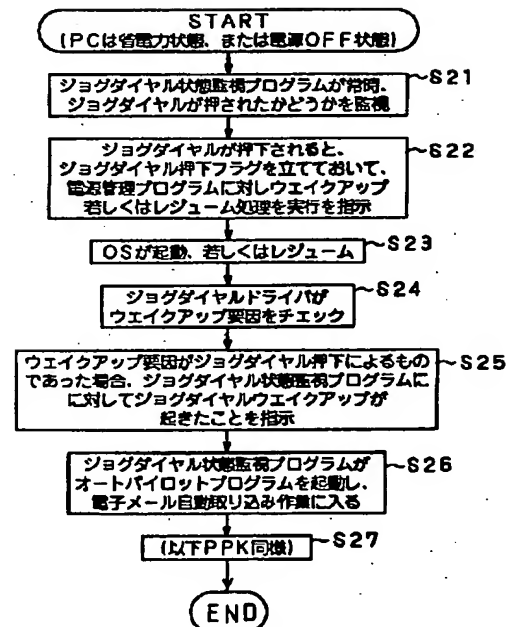 START
(PCは省電力状態、または電源OFF状態)
ジョグダイヤル状態監視プログラムが常時、
ジョグダイヤルが押されたかどうかを監視
~S21
ジョグダイヤルが押下されると、
ジョグダイヤル押下フラグを立てておいて、
電源管理プログラムに対しウエイクアップ
若しくはレジューム処理を実行を指示
~S22
OSが起動、若しくはレジューム
~S23
ジョグダイヤルドライバが
ウェイクアップ要因をチェック
~S24
ウエイクアップ要因がジョグダイヤル押下によるもの
であった場合、ジョグダイヤル状態監視プログラムに
に対してジョグダイヤルウエイクアップが
起きたことを指示
~S25
ジョグダイヤル状態監視プログラムが
オートパイロットプログラムを起動し、
電子メール自動取り込み作業に入る
~S26
(以下PPK同様)
~S27
END